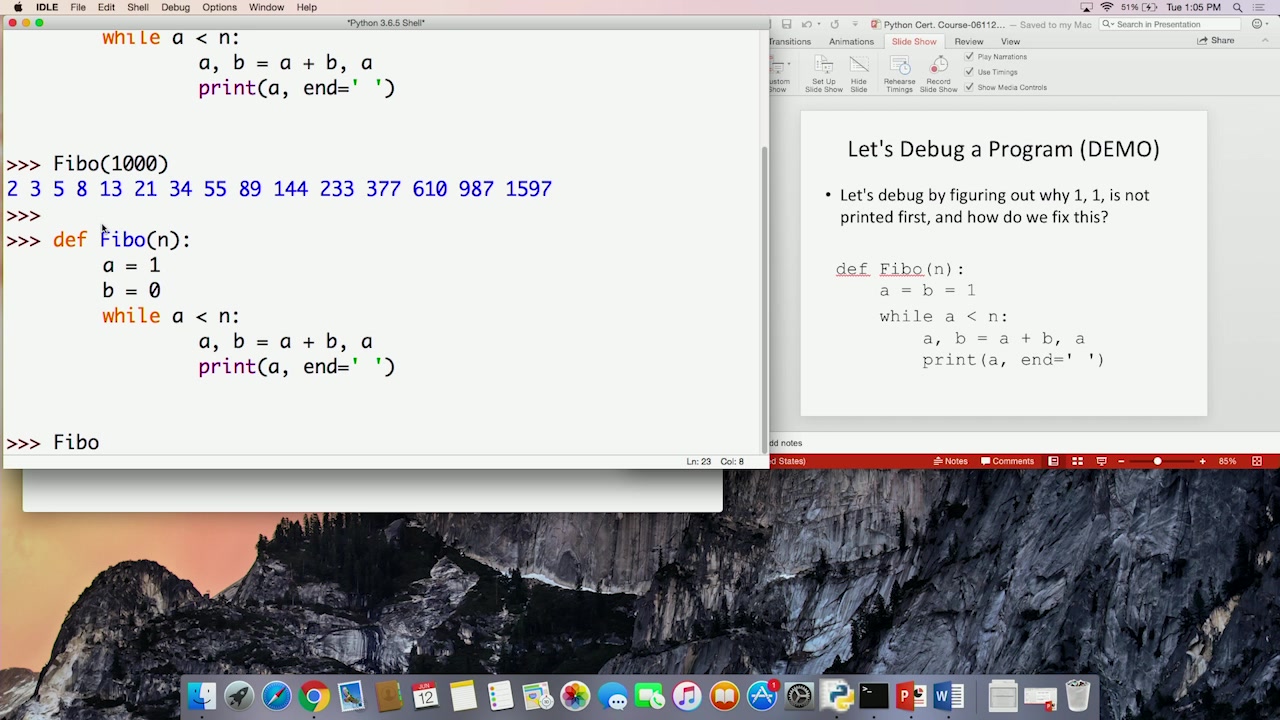 IDLE File Edit Shell Debug Options Window Help
51% Tue 1:05 PM
*Python 3.6.5 Shell*
while a < n:
a, b = a + b, a
print(a, end=' ')
>>> Fibo(1000)
2 3 5 8 13 21 34 55 89 144 233 377 610 987 1597
>>>
>>> def Fibo(n):
a = 1
b = 0
while a < n:
a, b = a + b, a
print(a, end=' ')
>>> Fibo
Ln: 23 Col: 8
Python Cert. Course-06112... — Saved to my Mac
Search in Presentation
Transitions Animations Slide Show Review View
Share
ustom Show
Set Up Slide Show
Hide Slide
Rehearse Timings
Record Slide Show
Play Narrations
Use Timings
Show Media Controls
Let's Debug a Program (DEMO)
• Let's debug by figuring out why 1, 1, is not
printed first, and how do we fix this?
def Fibo(n):
a = b = 1
while a < n:
a, b = a + b, a
print(a, end=' ')
dd notes
d States)
Notes Comments
85%
JUN
12
1